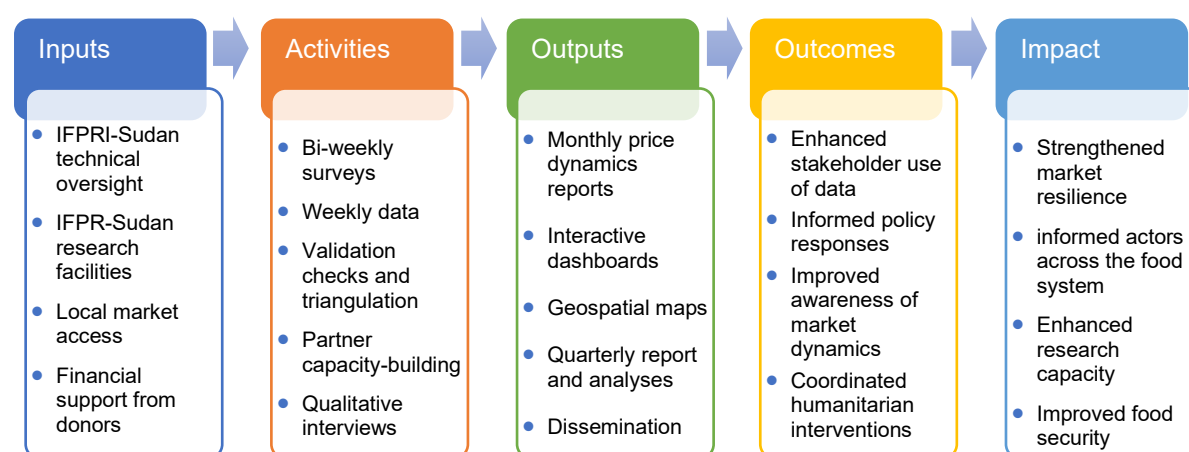 Inputs
IFPRI-Sudan
technical
oversight
IFPR-Sudan
research
facilities
Local market
access
Financial
support from
donors
Activities
Bi-weekly
surveys
Weekly data
Validation
checks and
triangulation
Partner
capacity-building
Qualitative
interviews
Outputs
Monthly price
dynamics
reports
Interactive
dashboards
Geospatial maps
Quarterly report
and analyses
Dissemination
Outcomes
Enhanced
stakeholder use
of data
Informed policy
responses
Improved
awareness of
market
dynamics
Coordinated
humanitarian
interventions
Impact
Strengthened
market
resilience
informed actors
across the food
system
Enhanced
research
capacity
Improved food
security